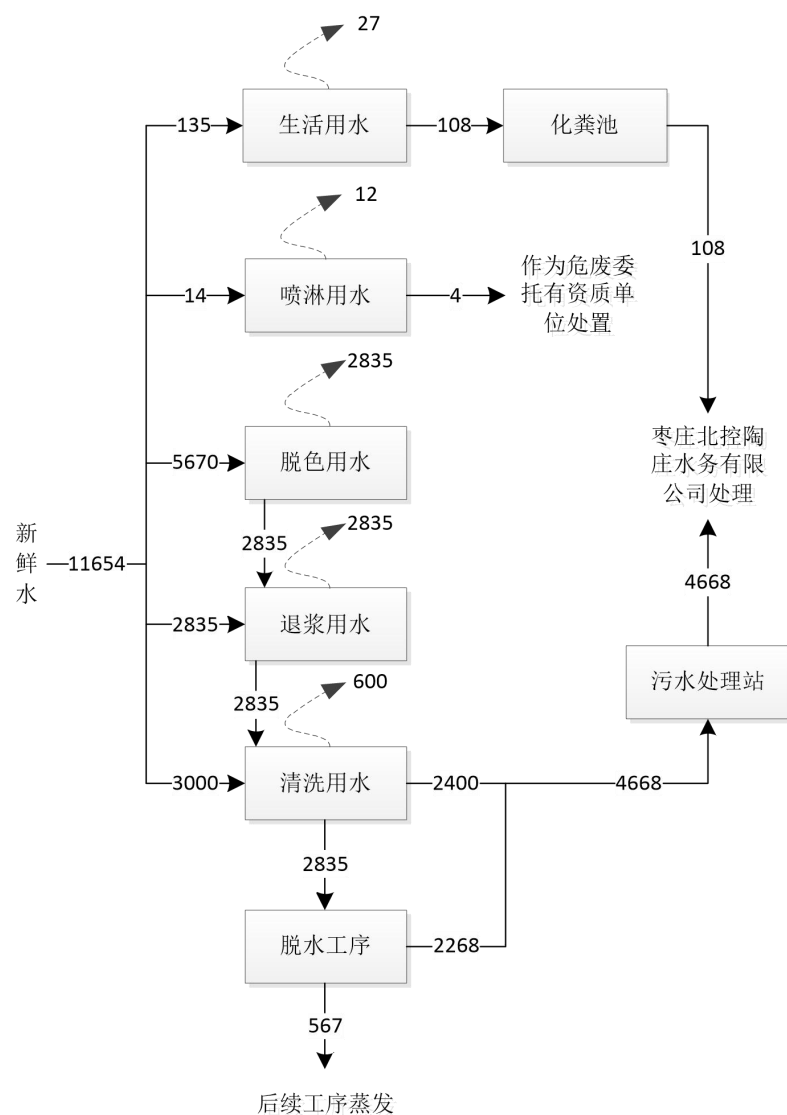 27
135
生活用水
108
化粪池
12
108
14
喷淋用水
4
作为危废委
托有资质单
位处置
2835
5670
脱色用水
枣庄北控陶
庄水务有限
公司处理
2835
2835
新
鲜
水
11654
4668
2835
退浆用水
600
2835
污水处理站
3000
清洗用水
2400
4668
2835
脱水工序
2268
567
后续工序蒸发